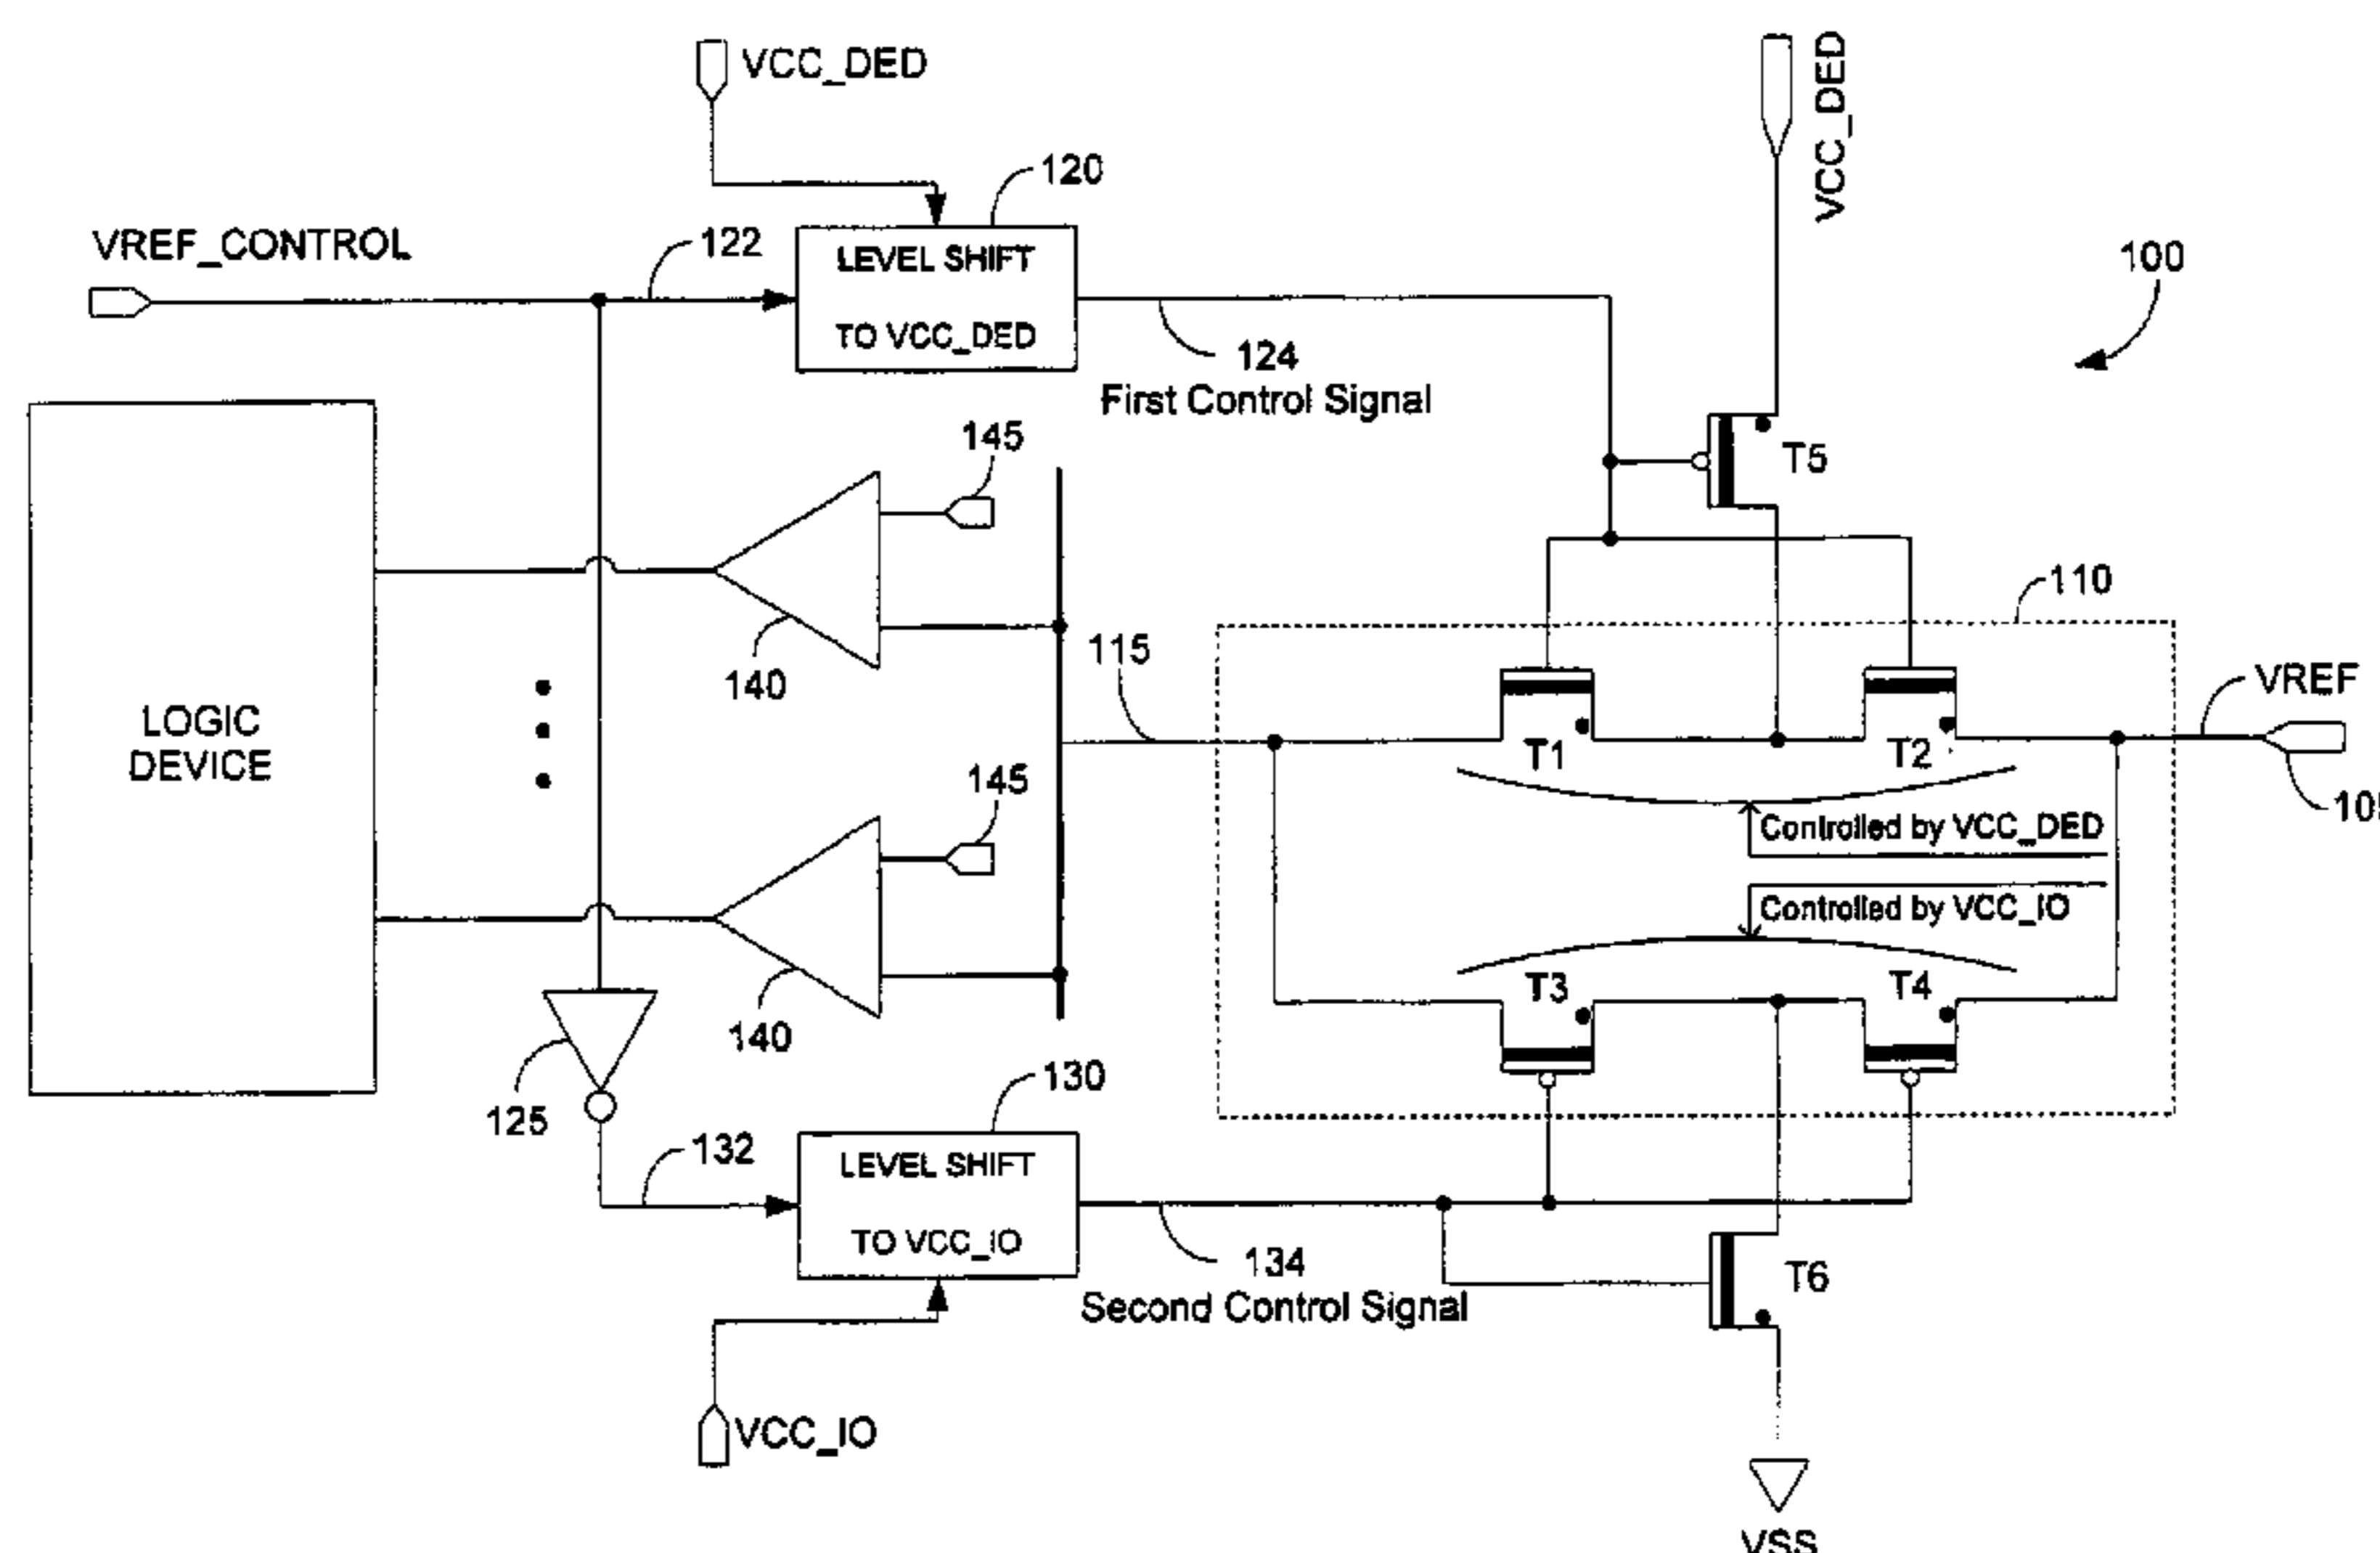 VCC_DED
VCC_DED
120
VREF_CONTROL
122
LEVEL SHIFT
TO VCC_DED
100
124
First Control Signal
145
T5
110
140
115
VREF
LOGIC
DEVICE
T1
T2
145
Controlled by VCC_DED
Controlled by VCC_IO
T3
T4
140
125
130
132
LEVEL SHIFT
TO VCC_IO
134
Second Control Signal
T6
VCC_IO
VSS